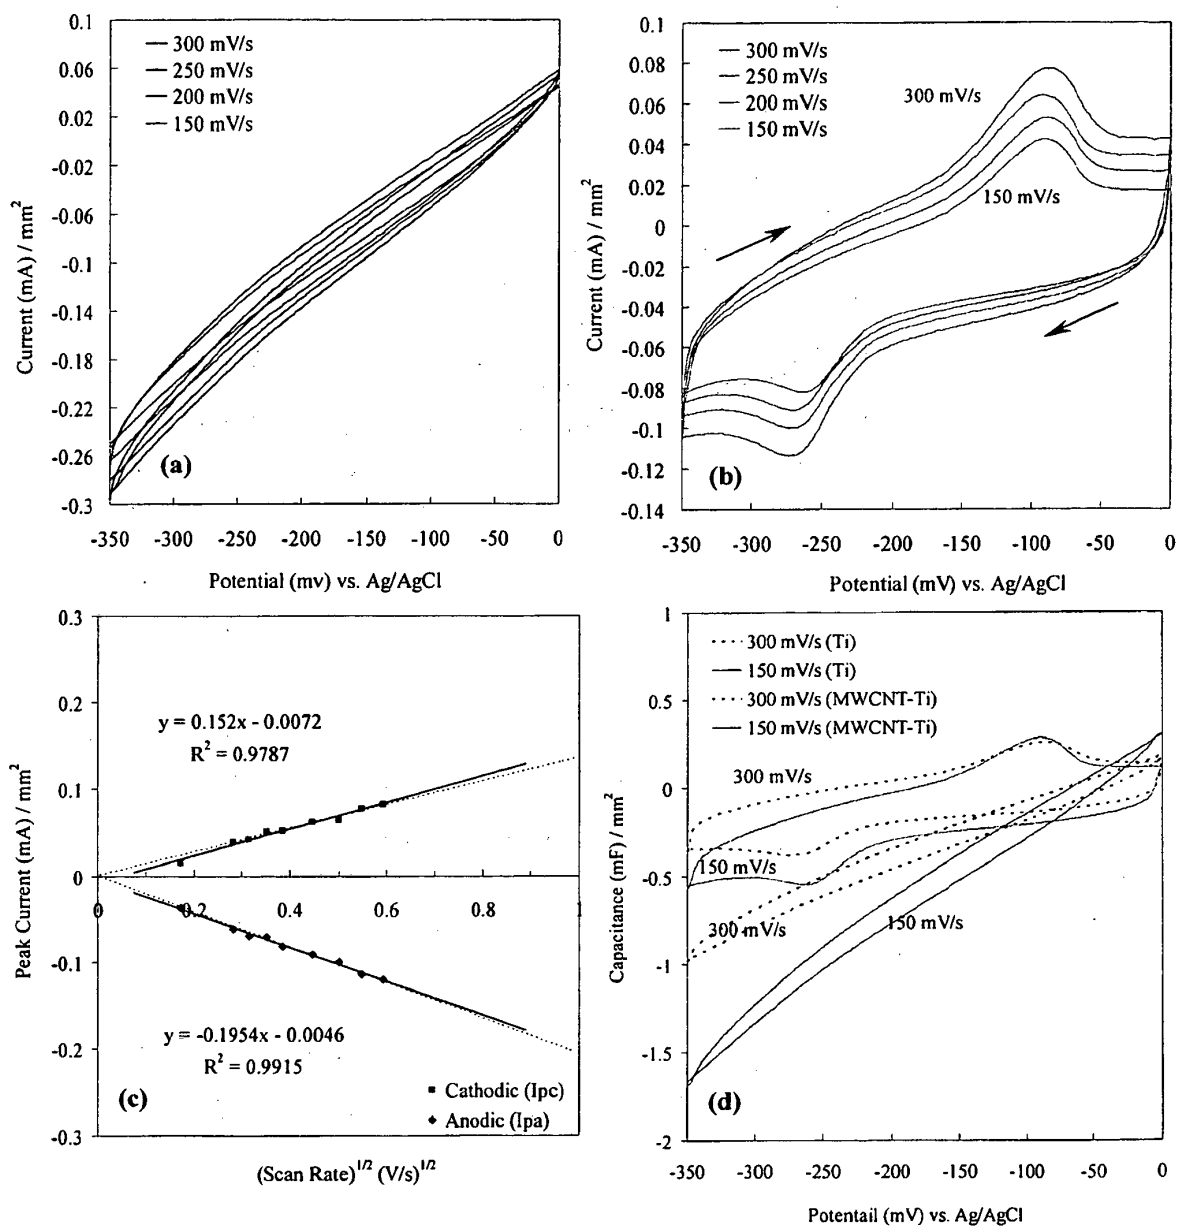 0.1
0.06
0.02
-0.02
-0.06
-0.1
-0.14
-0.18
-0.22
-0.26
-0.3
Current (mA) / mm²
300 mV/s
250 mV/s
200 mV/s
150 mV/s
(a)
-350 -300 -250 -200 -150 -100 -50 0
Potential (mv) vs. Ag/AgCl
0.1
0.08
0.06
0.04
0.02
0
-0.02
-0.04
-0.06
-0.08
-0.1
-0.12
-0.14
Current (mA) / mm²
300 mV/s
250 mV/s
200 mV/s
150 mV/s
300 mV/s
150 mV/s
(b)
-350 -300 -250 -200 -150 -100 -50 0
Potential (mV) vs. Ag/AgCl
0.3
0.2
0.1
0
-0.1
-0.2
-0.3
Peak Current (mA) / mm²
y = 0.152x - 0.0072
R² = 0.9787
0 0.2 0.4 0.6 0.8 1
y = -0.1954x - 0.0046
R² = 0.9915
(c)
Cathodic (Ipc)
Anodic (Ipa)
(Scan Rate)^1/2 (V/s)^1/2
1
0.5
0
-0.5
-1
-1.5
-2
Capacitance (mF) / mm²
300 mV/s (Ti)
150 mV/s (Ti)
300 mV/s (MWCNT-Ti)
150 mV/s (MWCNT-Ti)
300 mV/s
150 mV/s
300 mV/s
150 mV/s
(d)
-350 -300 -250 -200 -150 -100 -50 0
Potentail (mV) vs. Ag/AgCl